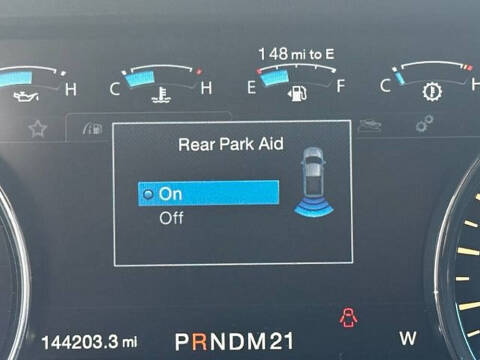 148 mi to E
H C H E F C H
Rear Park Aid
On
Off
144203.3 mi PRNDM21 W